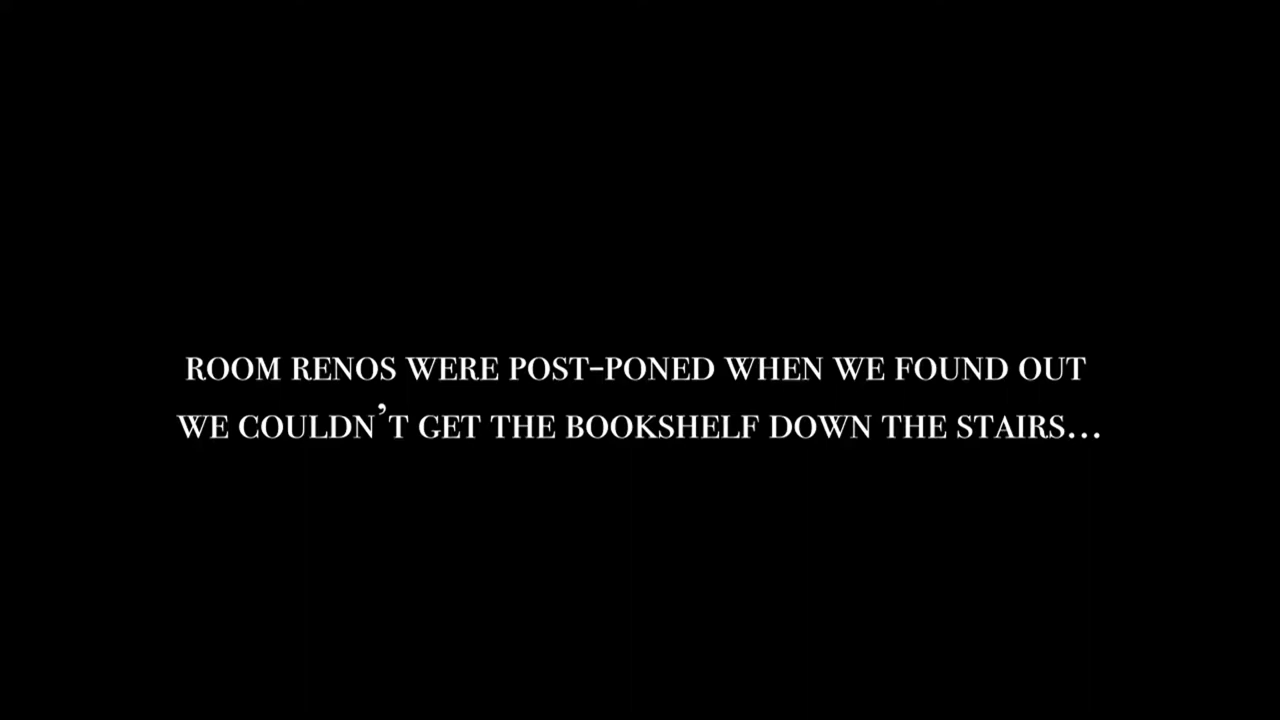 ROOM RENOS WERE POST-PONED WHEN WE FOUND OUT
WE COULDN'T GET THE BOOKSHELF DOWN THE STAIRS...